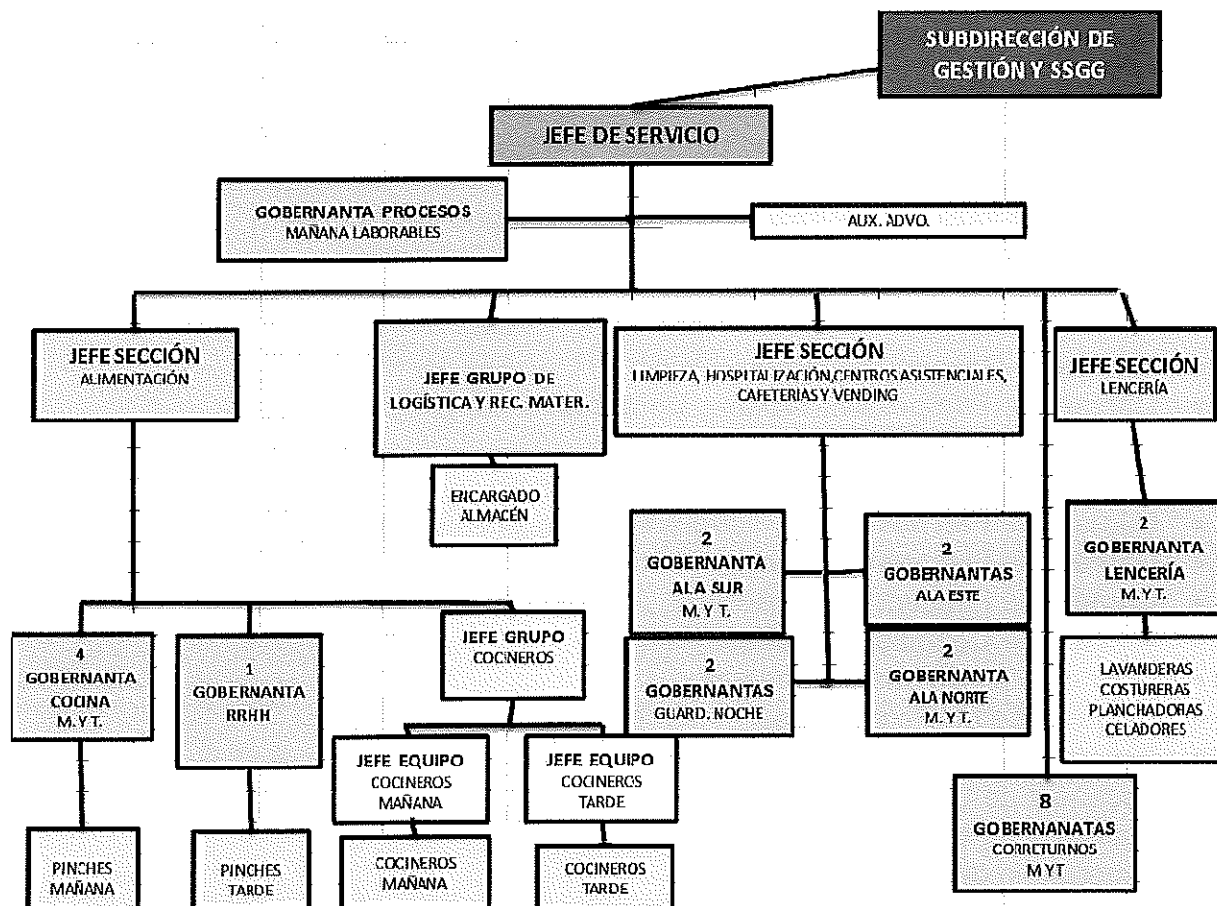 SUBDIRECCIÓN DE
GESTIÓN Y SSGG
JEFE DE SERVICIO
GOBERNANTA PROCESOS
MAÑANA LABORABLES
AUX. ADVO.
JEFE SECCIÓN
ALIMENTACIÓN
JEFE GRUPO DE
LOGÍSTICA Y REC. MATER.
ENCARGADO
ALMACÉN
JEFE SECCIÓN
LIMPIEZA, HOSPITALIZACIÓN,CENTROS ASISTENCIALES,
CAFETERIAS Y VENDING
JEFE SECCIÓN
LENCERÍA
2
GOBERNANTA
ALA SUR
M. Y T.
2
GOBERNANTAS
ALA ESTE
2
GOBERNANTA
LENCERÍA
M. Y T.
4
GOBERNANTA
COCINA
M. Y T.
1
GOBERNANTA
RRHH
JEFE GRUPO
COCINEROS
2
GOBERNANTAS
GUARD. NOCHE
2
GOBERNANTA
ALA NORTE
M. Y T.
LAVANDERAS
COSTURERAS
PLANCHADORAS
CELADORES
JEFE EQUIPO
COCINEROS
MAÑANA
JEFE EQUIPO
COCINEROS
TARDE
8
GOBERNANATAS
CORRETURNOS
M Y T
PINCHES
MAÑANA
PINCHES
TARDE
COCINEROS
MAÑANA
COCINEROS
TARDE